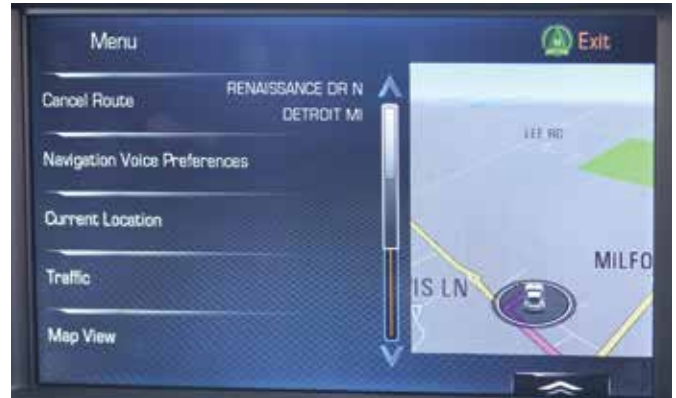 Menu
Exit
Cancel Route
RENAISSANCE DR N
DETROIT MI
Navigation Voice Preferences
Current Location
Traffic
Map View
LEE RD
MILFO
IS LN